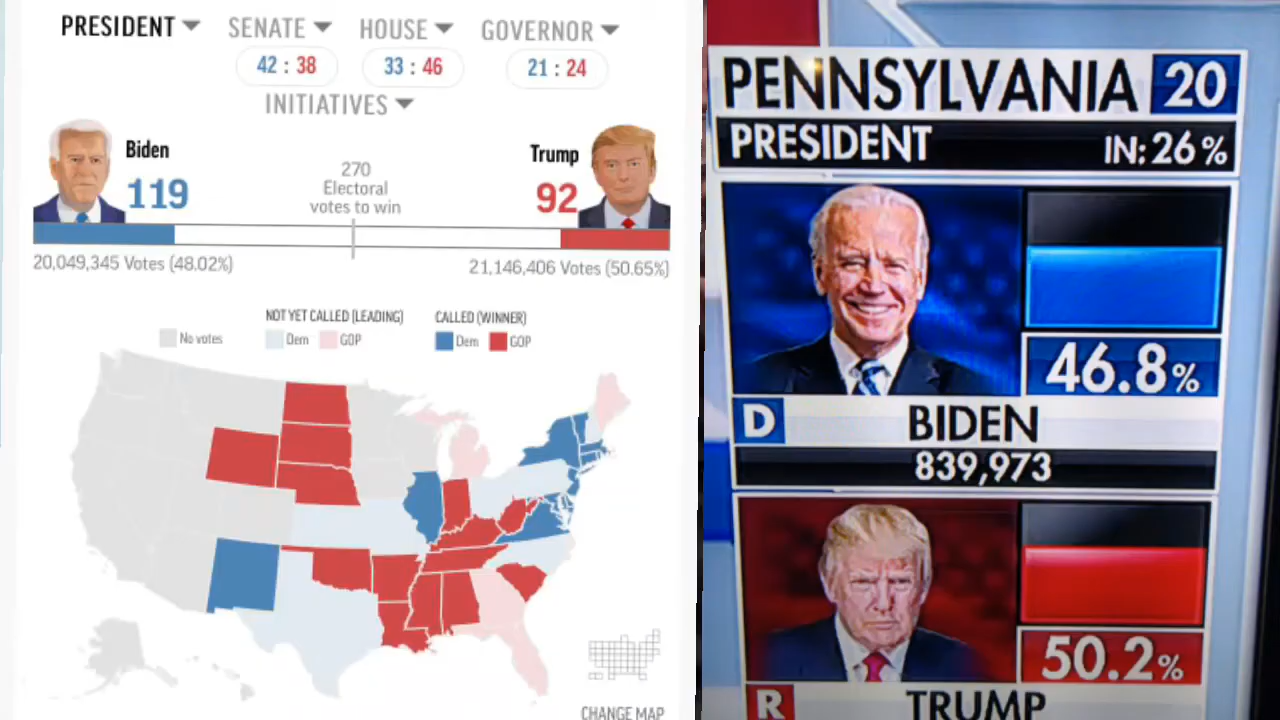 PRESIDENT SENATE HOUSE GOVERNOR
42 : 38 33 : 46 21 : 24
INITIATIVES
Biden
119
270
Electoral
votes to win
Trump
92
20,049,345 Votes (48.02%)
21,146,406 Votes (50.65%)
NOT YET CALLED (LEADING)
CALLED (WINNER)
No votes Dem GOP Dem GOP
CHANGE MAP
PENNSYLVANIA 20
PRESIDENT IN: 26%
46.8%
D BIDEN
839,973
50.2%
R TRUMP